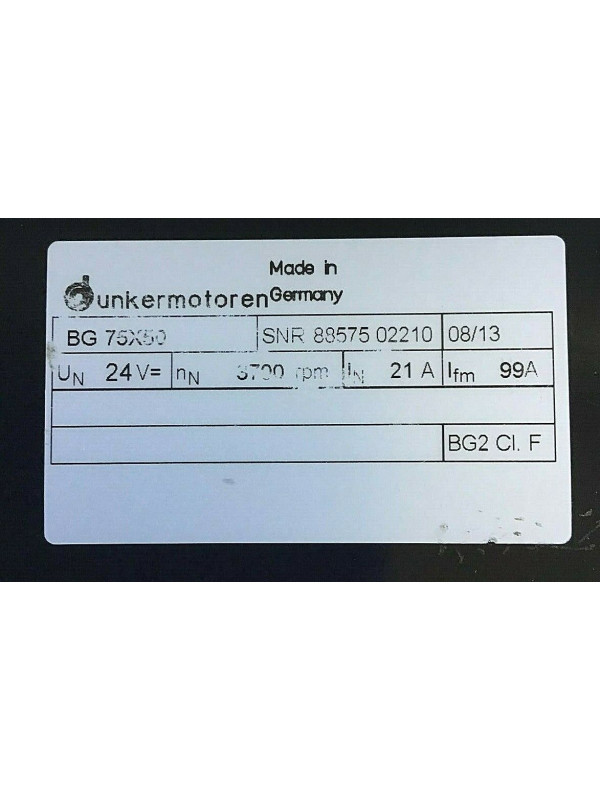 Made in
Dunkermotoren Germany
BG 75X50 SNR 88575 02210 08/13
UN 24V= nN 3700 rpm IN 21 A Ifm 99A
BG2 Cl. F